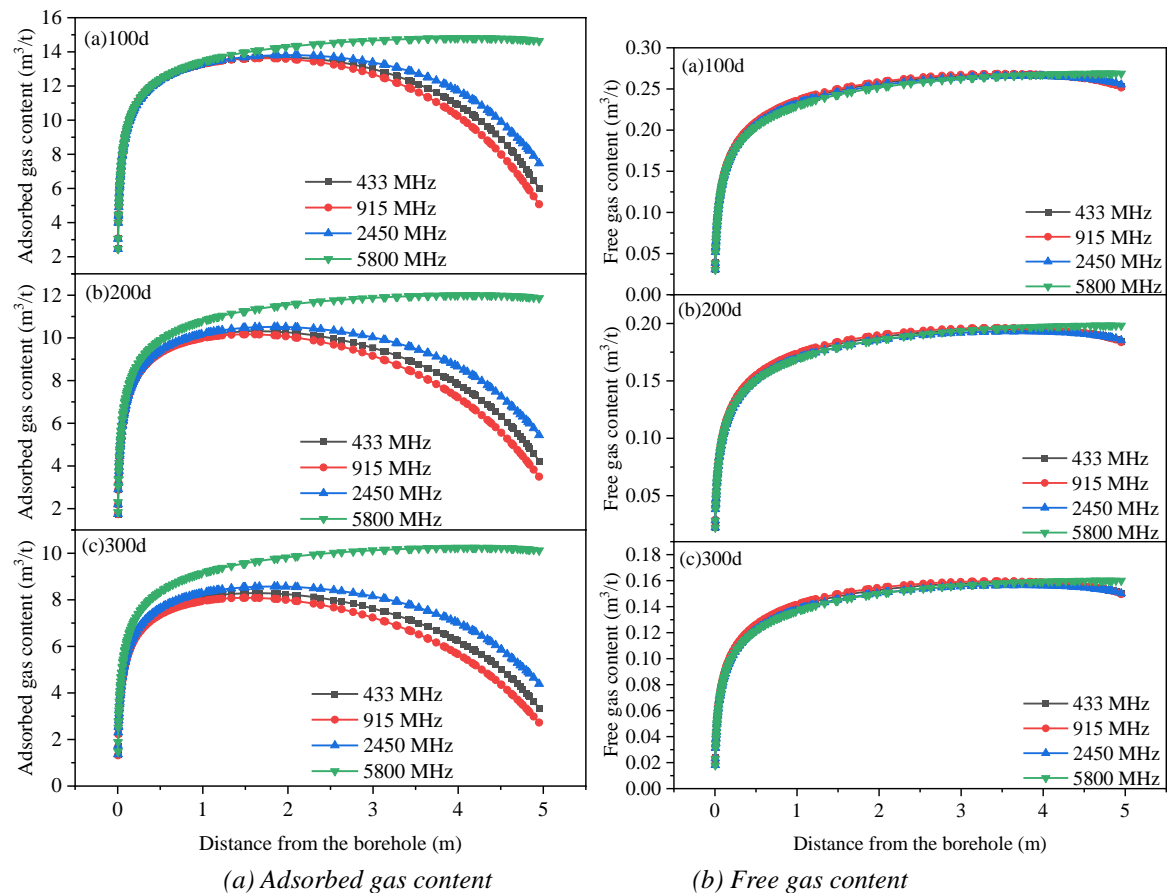 16
14
12
10
8
6
4
2
Adsorbed gas content (m³/t)
(a)100d
433 MHz
915 MHz
2450 MHz
5800 MHz
12
10
8
6
4
2
Adsorbed gas content (m³/t)
(b)200d
433 MHz
915 MHz
2450 MHz
5800 MHz
10
8
6
4
2
0
Adsorbed gas content (m³/t)
(c)300d
433 MHz
915 MHz
2450 MHz
5800 MHz
0 1 2 3 4 5
Distance from the borehole (m)
(a) Adsorbed gas content
0.30
0.25
0.20
0.15
0.10
0.05
0.00
Free gas content (m³/t)
(a)100d
433 MHz
915 MHz
2450 MHz
5800 MHz
0.20
0.15
0.10
0.05
Free gas content (m³/t)
(b)200d
433 MHz
915 MHz
2450 MHz
5800 MHz
0.18
0.16
0.14
0.12
0.10
0.08
0.06
0.04
0.02
0.00
Free gas content (m³/t)
(c)300d
433 MHz
915 MHz
2450 MHz
5800 MHz
0 1 2 3 4 5
Distance from the borehole (m)
(b) Free gas content